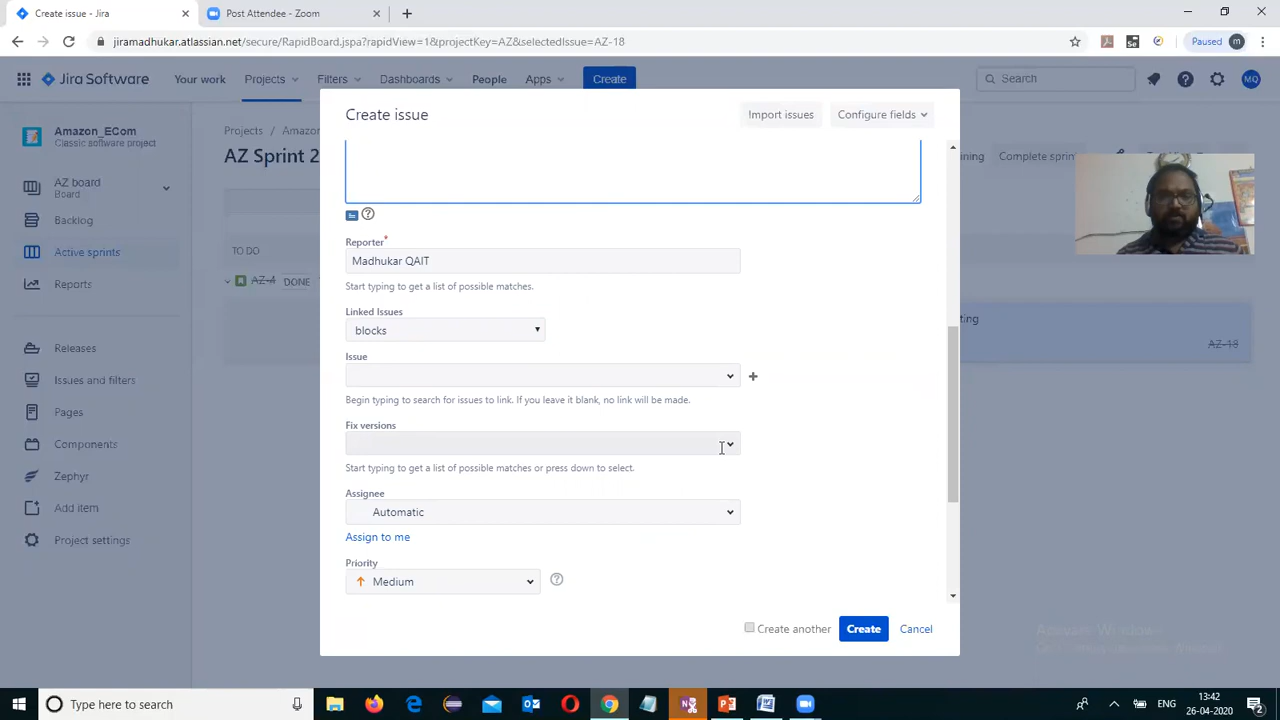 Create issue - Jira
Post Attendee - Zoom
jiramadhukar.atlassian.net/secure/RapidBoard.jspa?rapidView=1&projectKey=AZ&selectedIssue=AZ-18
Se
Paused
m
Jira Software
Your work
Projects
Filters
Dashboards
People
Apps
Create
Search
MQ
Amazon_ECom
Classic software project
AZ board
Board
Backlog
Active sprints
Reports
Releases
Issues and filters
Pages
Components
Zephyr
Add item
Project settings
Projects / Amazon
AZ Sprint 2
Complete sprint
TO DO
AZ-4 DONE
AZ-18
Create issue
Import issues
Configure fields
Reporter*
Madhukar QAIT
Start typing to get a list of possible matches.
Linked Issues
blocks
Issue
Begin typing to search for issues to link. If you leave it blank, no link will be made.
Fix versions
Start typing to get a list of possible matches or press down to select.
Assignee
Automatic
Assign to me
Priority
Medium
Create another
Create
Cancel
Activate Windows
Type here to search
ENG
13:42
26-04-2020